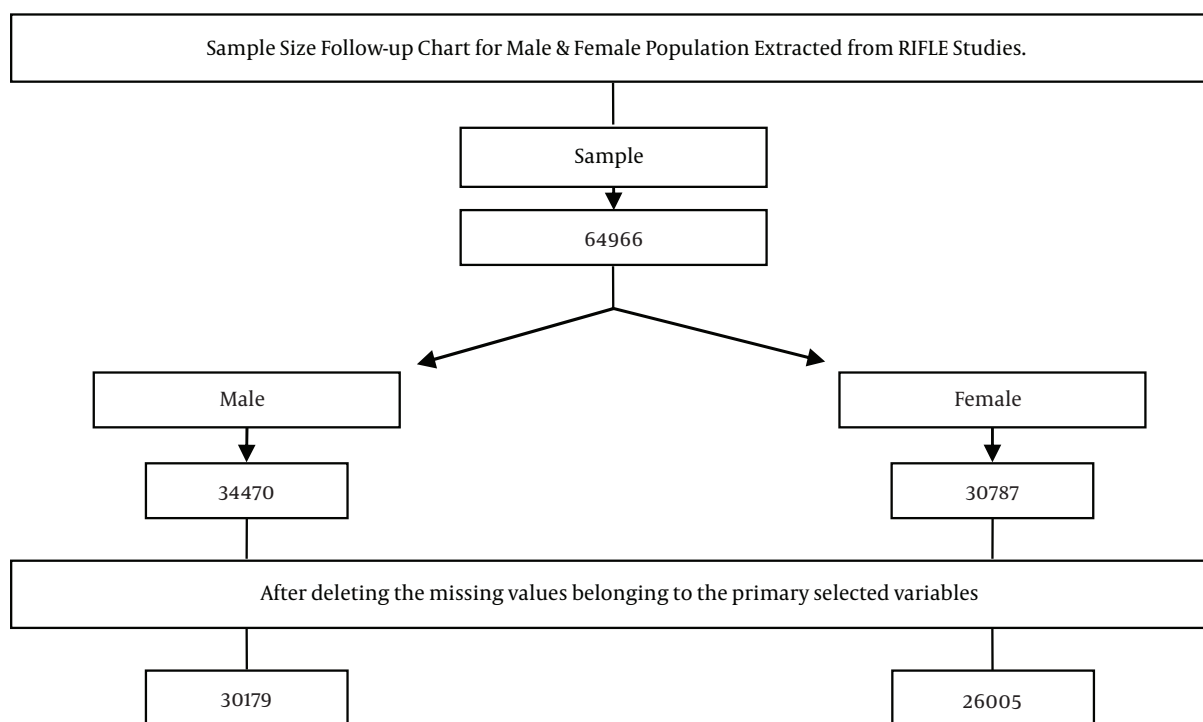 Sample Size Follow-up Chart for Male & Female Population Extracted from RIFLE Studies.
Sample
64966
Male
Female
34470
30787
After deleting the missing values belonging to the primary selected variables
30179
26005